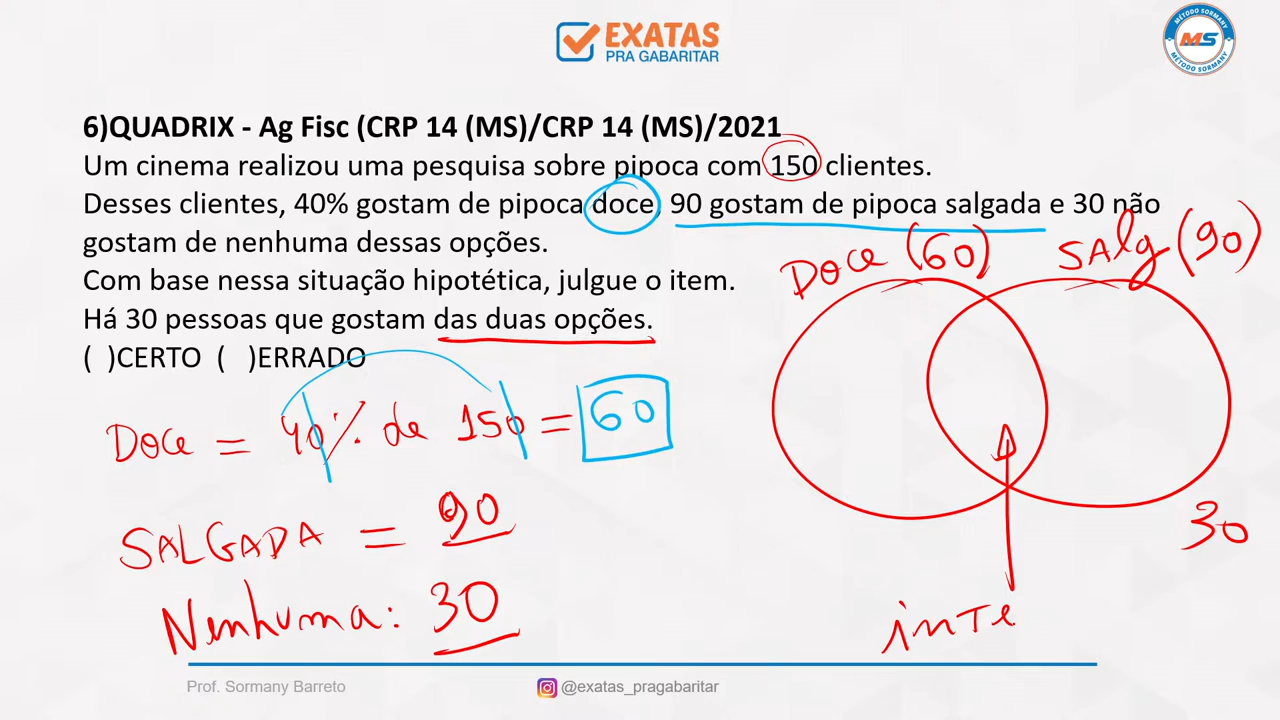 EXATAS
PRA GABARITAR
MÉTODO SORMANY
MS
MÉTODO SORMANY
6)QUADRIX - Ag Fisc (CRP 14 (MS)/CRP 14 (MS)/2021
Um cinema realizou uma pesquisa sobre pipoca com 150 clientes.
Desses clientes, 40% gostam de pipoca doce, 90 gostam de pipoca salgada e 30 não
gostam de nenhuma dessas opções.
Com base nessa situação hipotética, julgue o item.
Há 30 pessoas que gostam das duas opções.
( )CERTO ( )ERRADO
Doce (60)
SAlg (90)
Doce = 40% de 150 = 60
SALGADA = 90
30
Nenhuma: 30
inte
Prof. Sormany Barreto
@exatas_pragabaritar